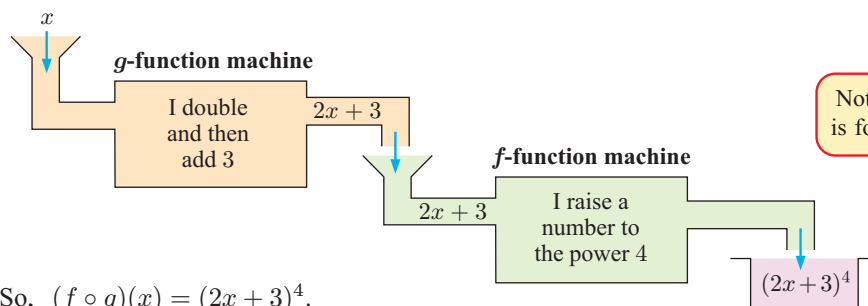 x
g-function machine
I double
and then
add 3
2x + 3
f-function machine
2x + 3
I raise a
number to
the power 4
(2x + 3)⁴
is
So, (f ∘ g)(x) = (2x + 3)⁴.